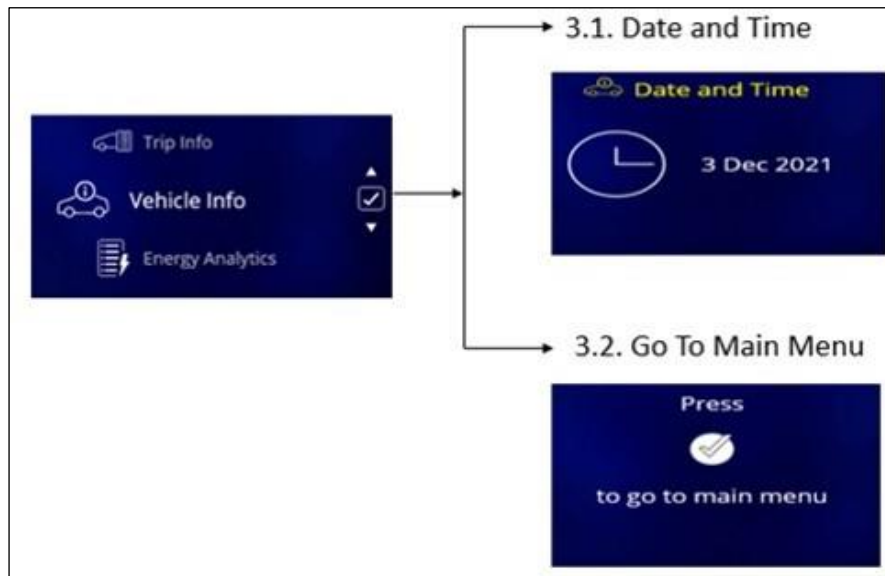 Trip Info
Vehicle Info
Energy Analytics
3.1. Date and Time
Date and Time
3 Dec 2021
3.2. Go To Main Menu
Press
to go to main menu